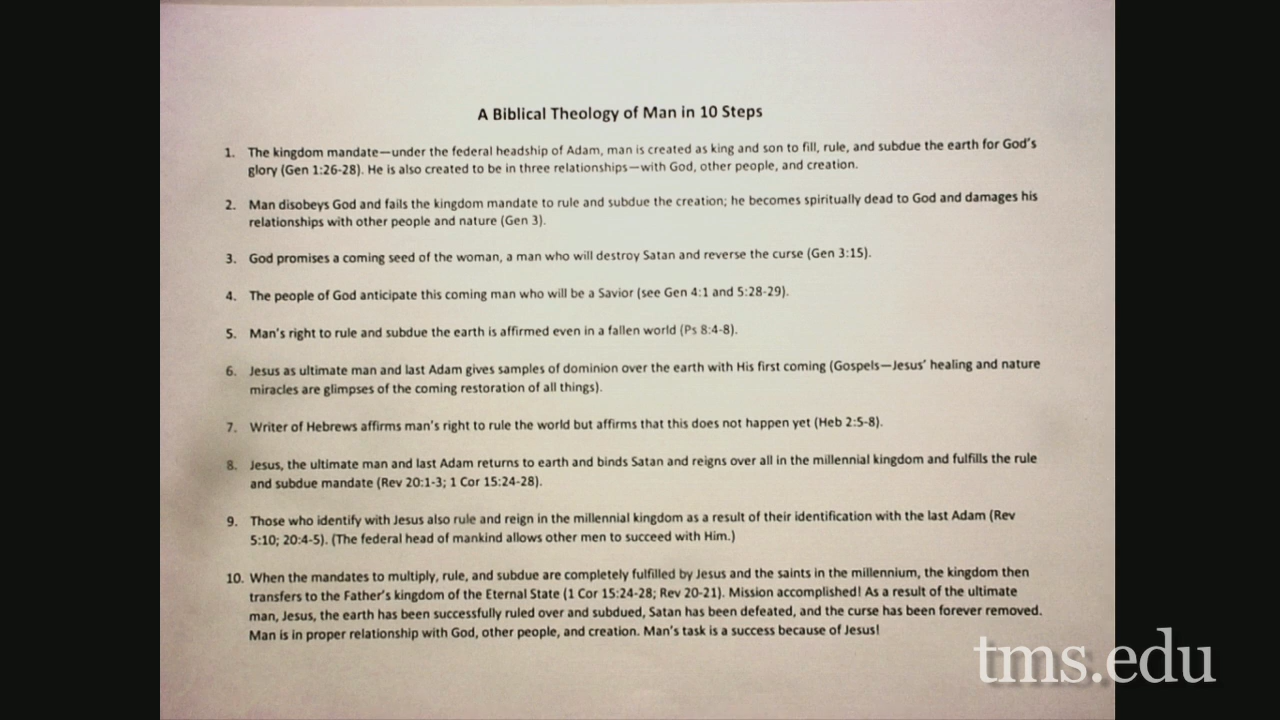 A Biblical Theology of Man in 10 Steps
1. The kingdom mandate—under the federal headship of Adam, man is created as king and son to fill, rule, and subdue the earth for God's
glory (Gen 1:26-28). He is also created to be in three relationships—with God, other people, and creation.
2. Man disobeys God and fails the kingdom mandate to rule and subdue the creation; he becomes spiritually dead to God and damages his
relationships with other people and nature (Gen 3).
3. God promises a coming seed of the woman, a man who will destroy Satan and reverse the curse (Gen 3:15).
4. The people of God anticipate this coming man who will be a Savior (see Gen 4:1 and 5:28-29).
5. Man's right to rule and subdue the earth is affirmed even in a fallen world (Ps 8:4-8).
6. Jesus as ultimate man and last Adam gives samples of dominion over the earth with His first coming (Gospels—Jesus' healing and nature
miracles are glimpses of the coming restoration of all things).
7. Writer of Hebrews affirms man's right to rule the world but affirms that this does not happen yet (Heb 2:5-8).
8. Jesus, the ultimate man and last Adam returns to earth and binds Satan and reigns over all in the millennial kingdom and fulfills the rule
and subdue mandate (Rev 20:1-3; 1 Cor 15:24-28).
9. Those who identify with Jesus also rule and reign in the millennial kingdom as a result of their identification with the last Adam (Rev
5:10; 20:4-5). (The federal head of mankind allows other men to succeed with Him.)
10. When the mandates to multiply, rule, and subdue are completely fulfilled by Jesus and the saints in the millennium, the kingdom then
transfers to the Father's kingdom of the Eternal State (1 Cor 15:24-28; Rev 20-21). Mission accomplished! As a result of the ultimate
man, Jesus, the earth has been successfully ruled over and subdued, Satan has been defeated, and the curse has been forever removed.
Man is in proper relationship with God, other people, and creation. Man's task is a success because of Jesus!
tms.edu